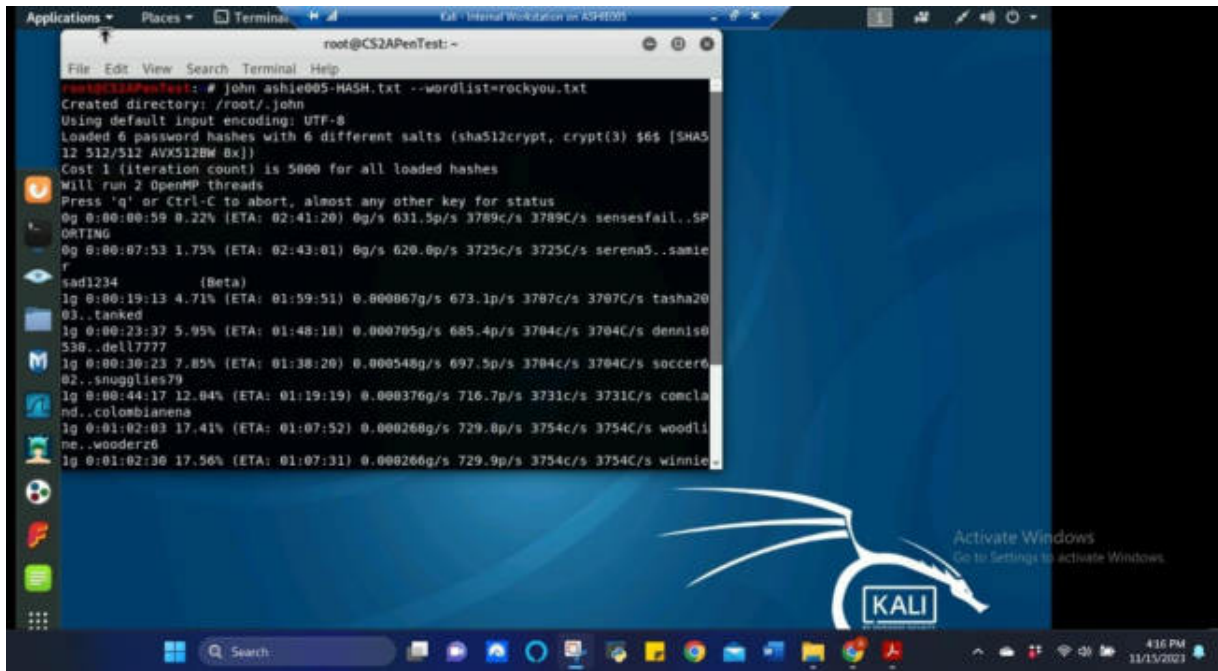 Applications Places Terminal Kali - Internal Workstation on ASHIE005 1
root@CS2APenTest: ~
File Edit View Search Terminal Help
root@CS2APenTest:~# john ashie005-HASH.txt --wordlist=rockyou.txt
Created directory: /root/.john
Using default input encoding: UTF-8
Loaded 6 password hashes with 6 different salts (sha512crypt, crypt(3) $6$ [SHA5
12 512/512 AVX512BW 8x])
Cost 1 (iteration count) is 5000 for all loaded hashes
Will run 2 OpenMP threads
Press 'q' or Ctrl-C to abort, almost any other key for status
0g 0:00:00:59 0.22% (ETA: 02:41:20) 0g/s 631.5p/s 3789c/s 3789C/s sensesfail..SP
ORTING
0g 0:00:07:53 1.75% (ETA: 02:43:01) 0g/s 620.0p/s 3725c/s 3725C/s serena5..samie
r
sad1234 (Beta)
1g 0:00:19:13 4.71% (ETA: 01:59:51) 0.000867g/s 673.1p/s 3707c/s 3707C/s tasha20
03..tanked
1g 0:00:23:37 5.95% (ETA: 01:48:18) 0.000705g/s 685.4p/s 3704c/s 3704C/s dennis0
530..dell7777
1g 0:00:30:23 7.85% (ETA: 01:38:20) 0.000548g/s 697.5p/s 3704c/s 3704C/s soccer6
02..snugglies79
1g 0:00:44:17 12.04% (ETA: 01:19:19) 0.000376g/s 716.7p/s 3731c/s 3731C/s comcla
nd..colombianena
1g 0:01:02:03 17.41% (ETA: 01:07:52) 0.000268g/s 729.8p/s 3754c/s 3754C/s woodli
ne..wooderz6
1g 0:01:02:30 17.56% (ETA: 01:07:31) 0.000266g/s 729.9p/s 3754c/s 3754C/s winnie
Activate Windows
Go to Settings to activate Windows.
KALI
Search
4:16 PM
11/15/2023